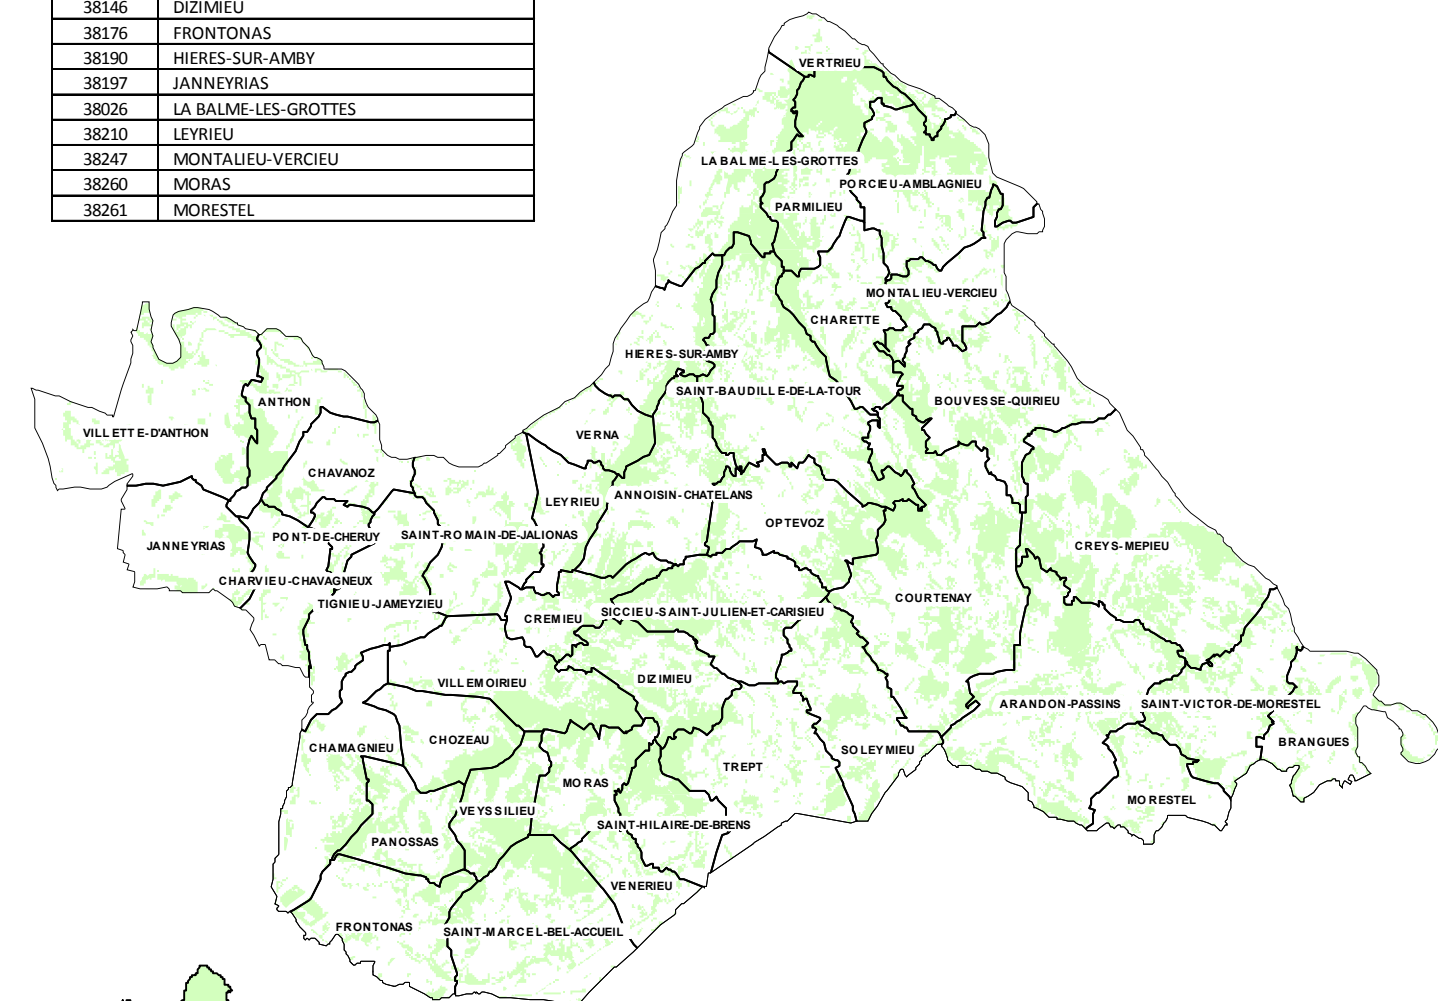 38146 DIZIMIEU
38176 FRONTONAS
38190 HIERES-SUR-AMBY
38197 JANNEYRIAS
38026 LA BALME-LES-GROTTES
38210 LEYRIEU
38247 MONTALIEU-VERCIEU
38260 MORAS
38261 MORESTEL
VERTRIEU
LA BALME-LES-GROTTES
PORCIEU-AMBLAGNIEU
PARMILIEU
MONTALIEU-VERCIEU
CHARETTE
HIERES-SUR-AMBY
SAINT-BAUDILLE-DE-LA-TOUR
ANTHON
BOUVESSE-QUIRIEU
VILLETTE-D'ANTHON
VERNA
CHAVANOZ
LEYRIEU
ANNOISIN-CHATELANS
OPTEVOZ
PONT-DE-CHERUY
SAINT-ROMAIN-DE-JALIONAS
JANNEYRIAS
CREYS-MEPIEU
CHARVIEU-CHAVAGNEUX
COURTENAY
TIGNIEU-JAMEYZIEU
SICCIEU-SAINT-JULIEN-ET-CARISIEU
CREMIEU
VILLEMOIRIEU
DIZIMIEU
ARANDON-PASSINS
SAINT-VICTOR-DE-MORESTEL
CHOZEAU
BRANGUES
CHAMAGNIEU
SOLEYMIEU
TREPT
MORAS
MORESTEL
VEYSSILIEU
SAINT-HILAIRE-DE-BRENS
PANOSSAS
VENERIEU
FRONTONAS
SAINT-MARCEL-BEL-ACCUEIL